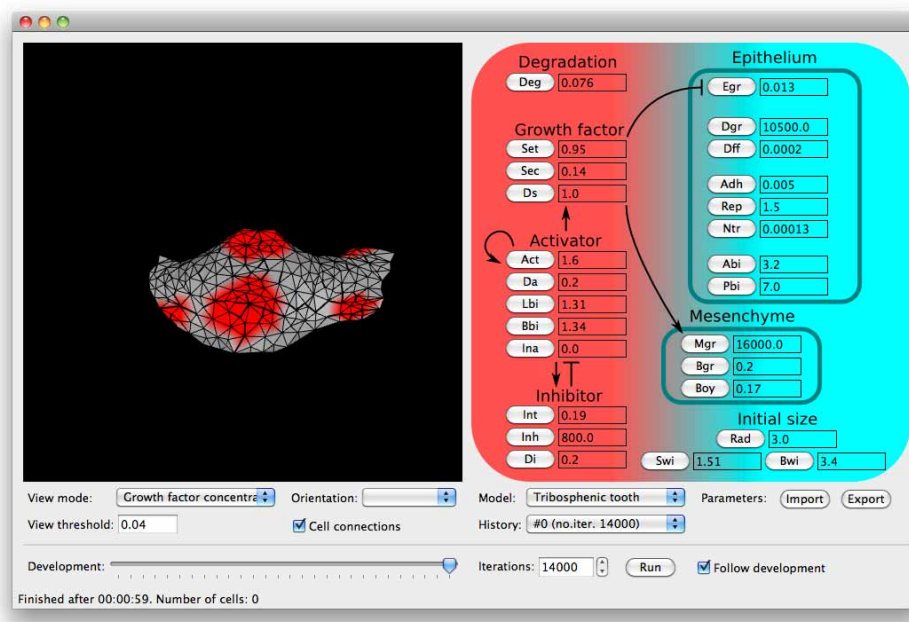 Degradation
Deg 0.076
Growth factor
Set 0.95
Sec 0.14
Ds 1.0
Activator
Act 1.6
Da 0.2
Lbi 1.31
Bbi 1.34
Ina 0.0
Inhibitor
Int 0.19
Inh 800.0
Di 0.2
Epithelium
Egr 0.013
Dgr 10500.0
Dff 0.0002
Adh 0.005
Rep 1.5
Ntr 0.00013
Abi 3.2
Pbi 7.0
Mesenchyme
Mgr 16000.0
Bgr 0.2
Boy 0.17
Initial size
Rad 3.0
Swi 1.51 Bwi 3.4
View mode: Growth factor concentra Orientation: Model: Tribosphenic tooth Parameters: Import Export
View threshold: 0.04 Cell connections History: #0 (no.iter. 14000)
Development: Iterations: 14000 Run Follow development
Finished after 00:00:59. Number of cells: 0